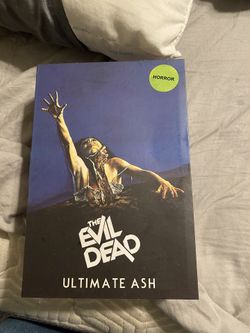 HORROR
THE
EVIL
DEAD
ULTIMATE ASH